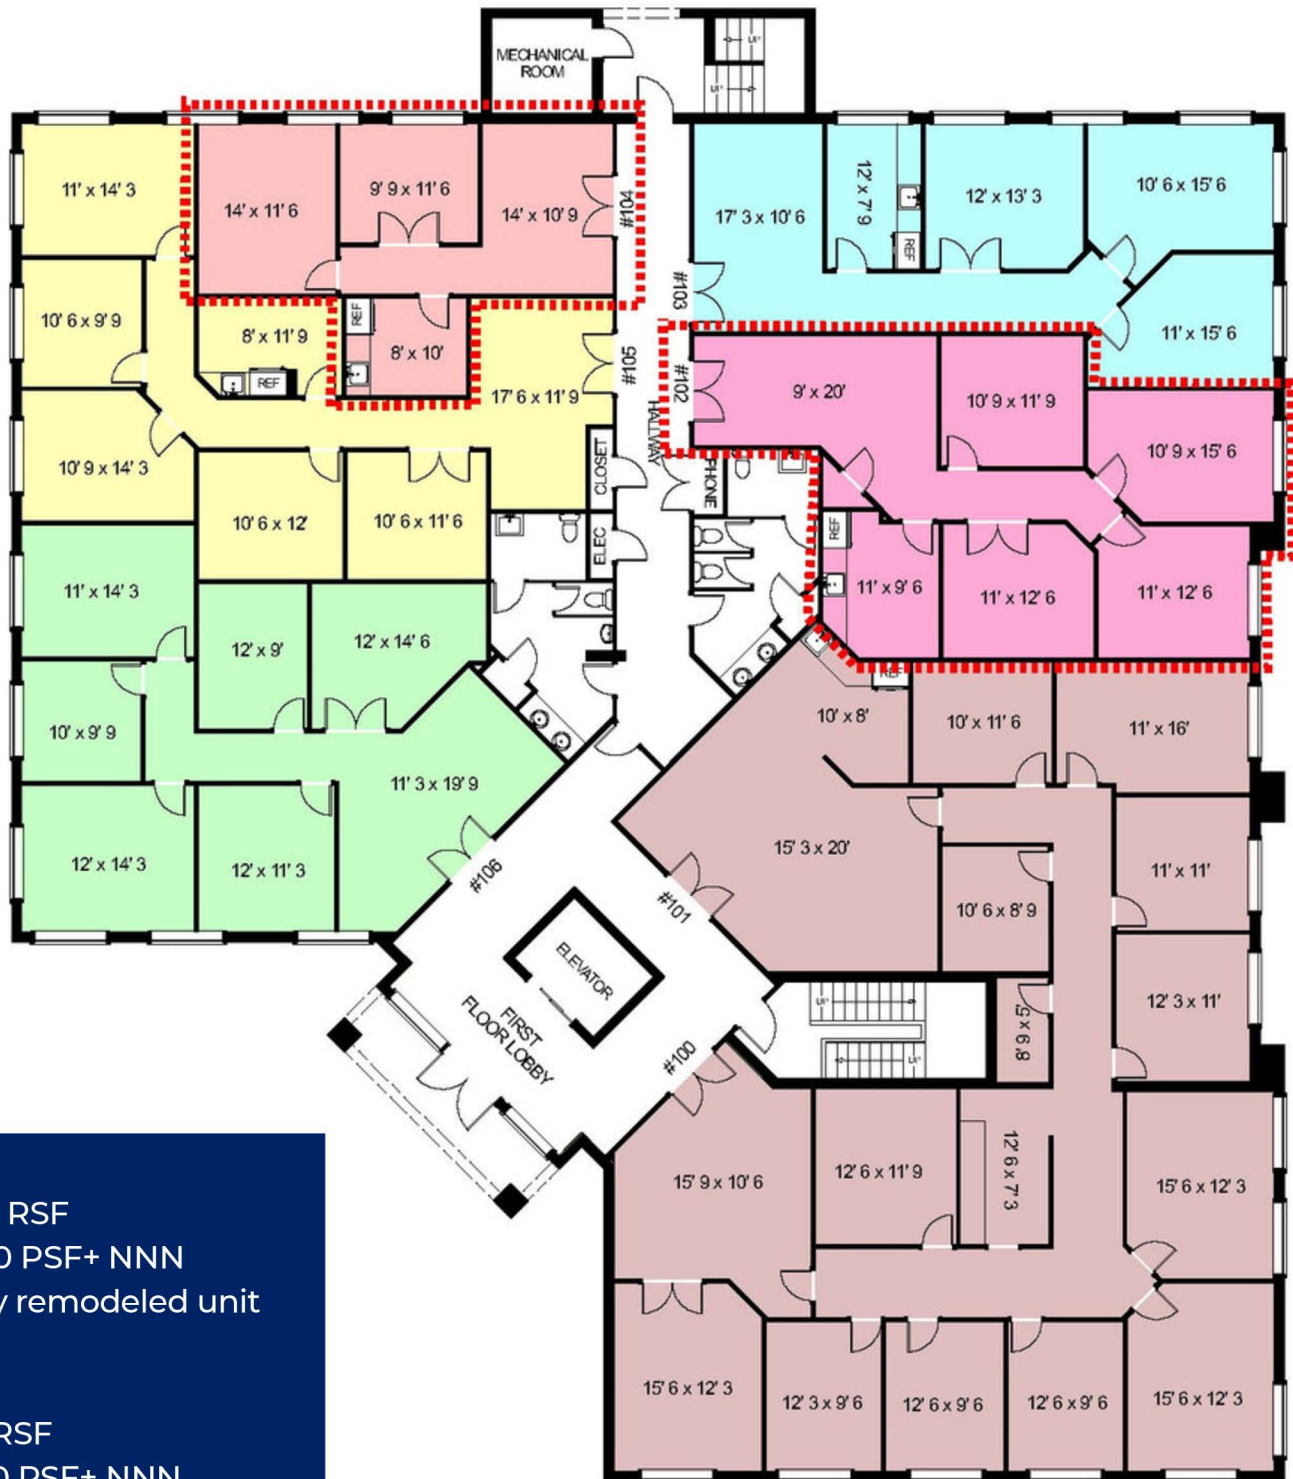 MECHANICAL
ROOM
UP
UP
11' x 14' 3
14' x 11' 6
9' 9 x 11' 6
14' x 10' 9
#104
17' 3 x 10' 6
12' x 7' 9
REF
12' x 13' 3
10' 6 x 15' 6
#103
11' x 15' 6
10' 6 x 9' 9
8' x 11' 9
REF
REF
8' x 10'
17' 6 x 11' 9
#105
#102
HALLWAY
9' x 20'
10' 9 x 11' 9
10' 9 x 15' 6
10' 9 x 14' 3
10' 6 x 12'
10' 6 x 11' 6
CLOSET
ELEC
PHONE
REF
11' x 9' 6
11' x 12' 6
11' x 12' 6
11' x 14' 3
12' x 9'
12' x 14' 6
10' x 9' 9
11' 3 x 19' 9
12' x 14' 3
12' x 11' 3
#106
REF
10' x 8'
10' x 11' 6
11' x 16'
15' 3 x 20'
#101
11' x 11'
10' 6 x 8' 9
12' 3 x 11'
ELEVATOR
FIRST
FLOOR LOBBY
#100
UP
UP
15' 9 x 10' 6
12' 6 x 11' 9
12' 6 x 7' 3
15' 6 x 12' 3
15' 6 x 12' 3
12' 3 x 9' 6
12' 6 x 9' 6
12' 6 x 9' 6
15' 6 x 12' 3
RSF
0 PSF+ NNN
y remodeled unit
RSF
0 PSF+ NNN